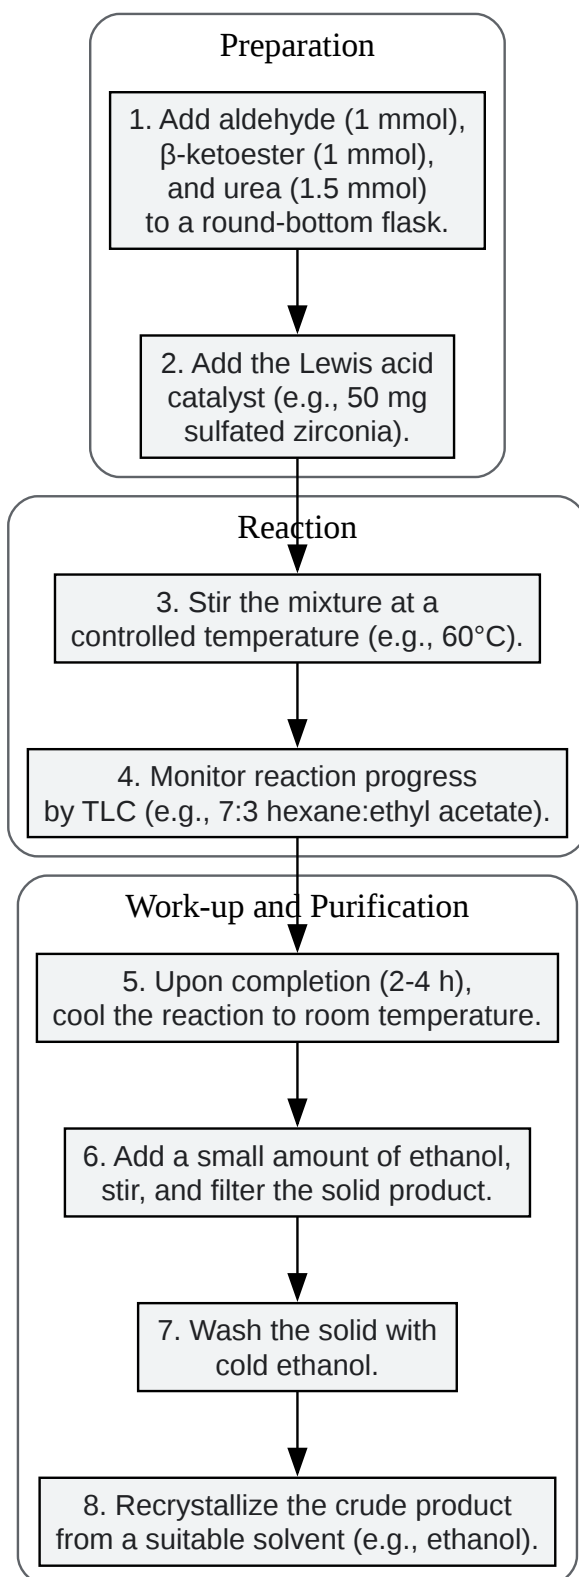 Preparation
1. Add aldehyde (1 mmol),
β-ketoester (1 mmol),
and urea (1.5 mmol)
to a round-bottom flask.
2. Add the Lewis acid
catalyst (e.g., 50 mg
sulfated zirconia).
Reaction
3. Stir the mixture at a
controlled temperature (e.g., 60°C).
4. Monitor reaction progress
by TLC (e.g., 7:3 hexane:ethyl acetate).
Work-up and Purification
5. Upon completion (2-4 h),
cool the reaction to room temperature.
6. Add a small amount of ethanol,
stir, and filter the solid product.
7. Wash the solid with
cold ethanol.
8. Recrystallize the crude product
from a suitable solvent (e.g., ethanol).